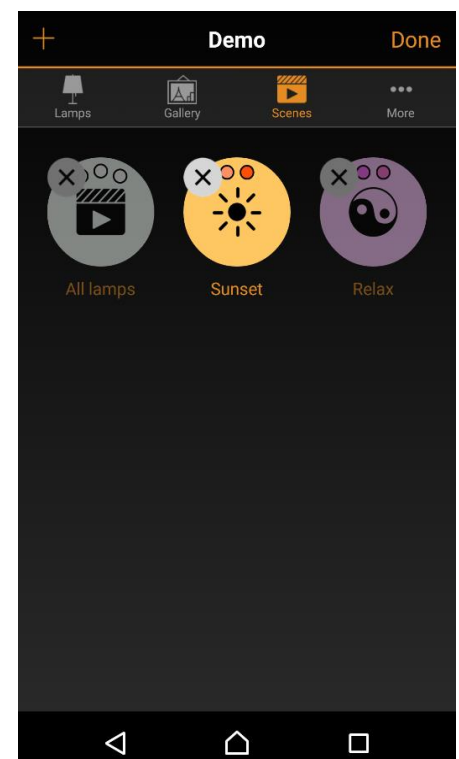 Demo
Done
Lamps
Gallery
Scenes
More
All lamps
Sunset
Relax